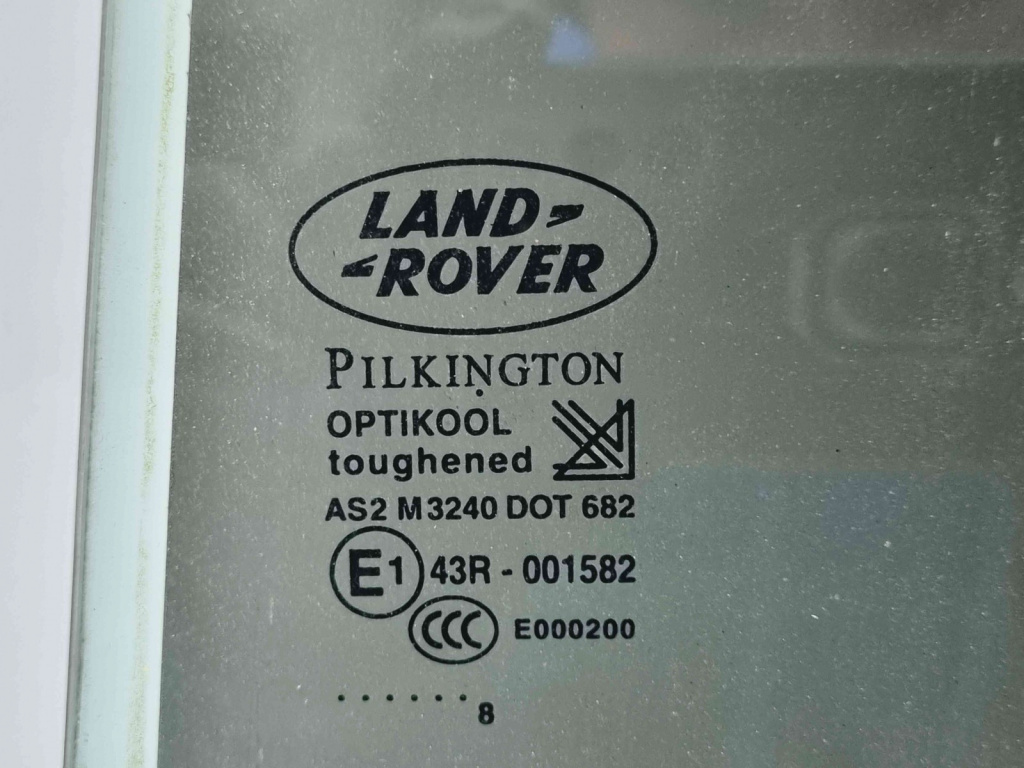 LAND
ROVER
PILKINGTON
OPTIKOOL
toughened
AS2 M3240 DOT 682
E1 43R - 001582
CCC E000200
. . . . . .
8